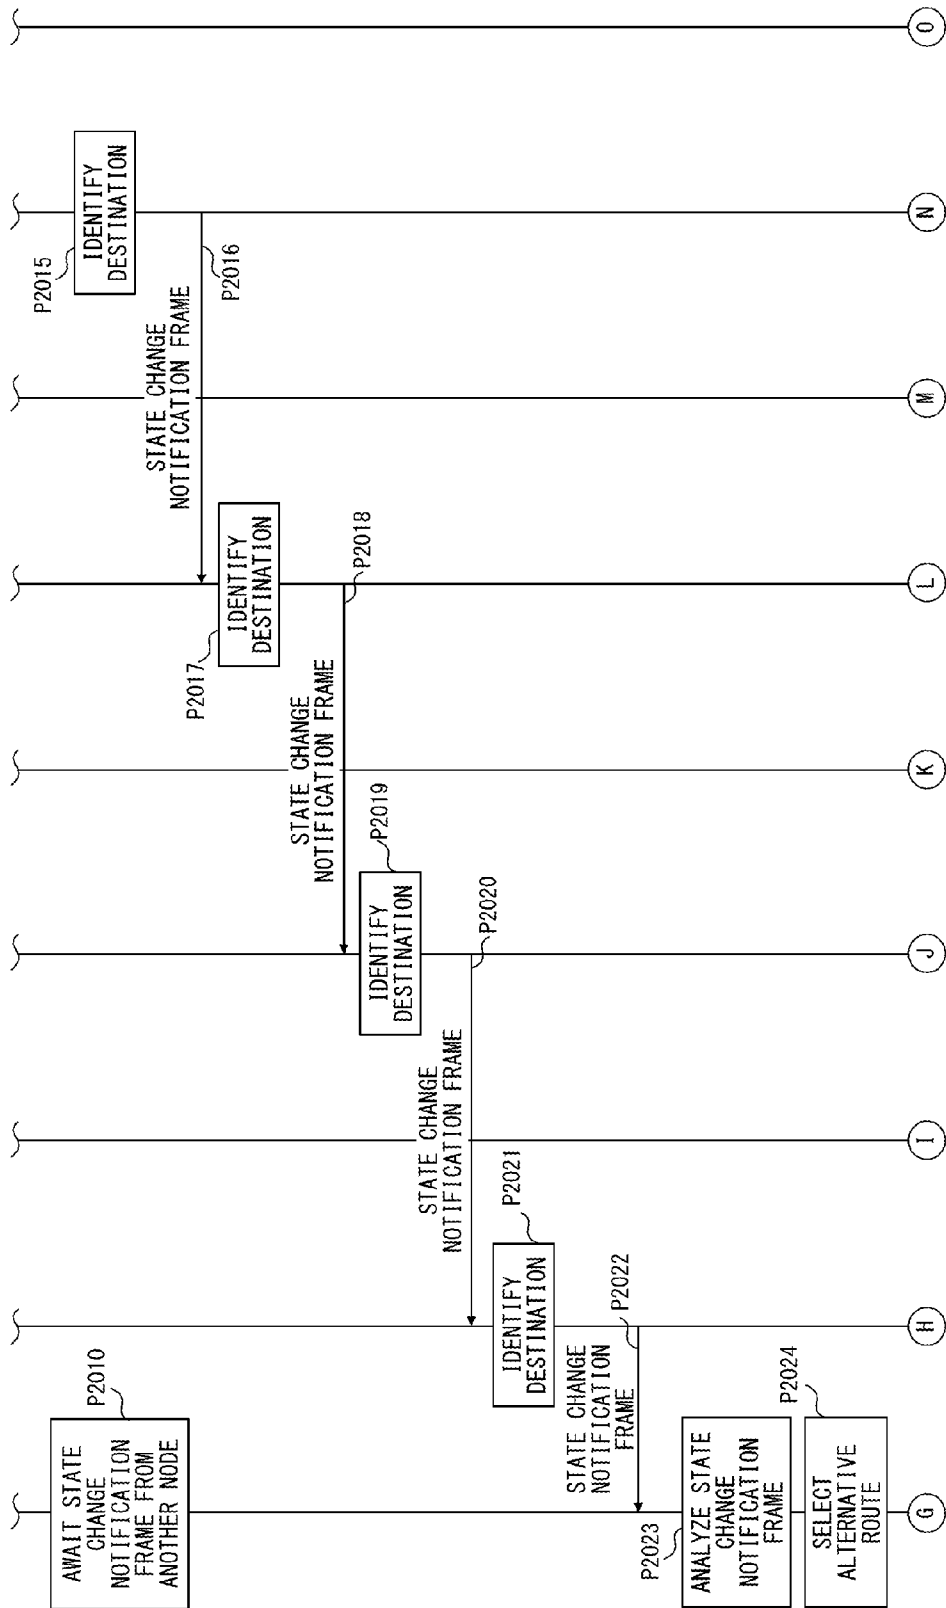 AWAIT STATE
CHANGE
NOTIFICATION
FRAME FROM
ANOTHER NODE
P2010
P2015
IDENTIFY
DESTINATION
STATE CHANGE
NOTIFICATION FRAME
P2016
P2017
IDENTIFY
DESTINATION
STATE CHANGE
NOTIFICATION FRAME
P2018
IDENTIFY
DESTINATION
P2019
STATE CHANGE
NOTIFICATION FRAME
P2020
IDENTIFY
DESTINATION
P2021
STATE CHANGE
NOTIFICATION
FRAME
P2022
P2023
ANALYZE STATE
CHANGE
NOTIFICATION
FRAME
SELECT
ALTERNATIVE
ROUTE
P2024
G
H
I
J
K
L
M
N
O